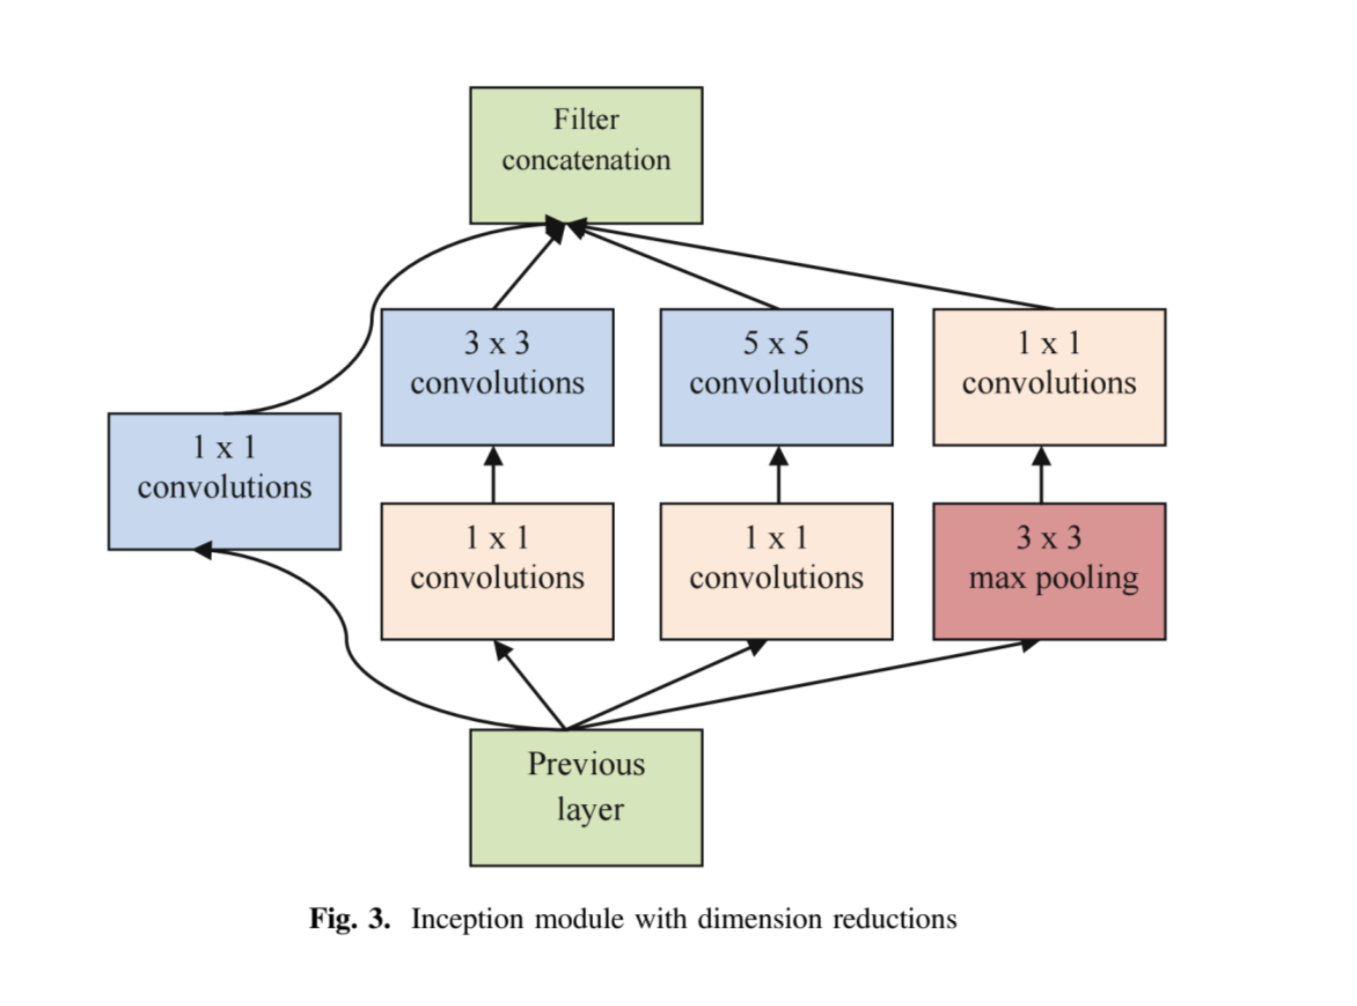 Filter
concatenation
3 x 3
convolutions
5 x 5
convolutions
1 x 1
convolutions
1 x 1
convolutions
1 x 1
convolutions
1 x 1
convolutions
3 x 3
max pooling
Previous
layer
Fig. 3. Inception module with dimension reductions